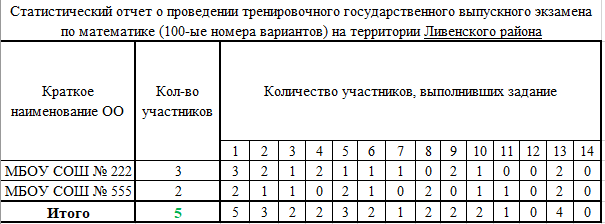 Статистический отчет о проведении тренировочного государственного выпускного экзамена
по математике (100-ые номера вариантов) на территории Ливенского района
Краткое
наименование ОО
Кол-во
участников
Количество участников, выполнивших задание
1 2 3 4 5 6 7 8 9 10 11 12 13 14
МБОУ СОШ № 222 3 3 2 1 2 1 1 1 0 2 1 0 0 2 0
МБОУ СОШ № 555 2 2 1 1 0 2 1 0 2 0 1 1 0 2 0
Итого 5 5 3 2 2 3 2 1 2 2 2 1 0 4 0